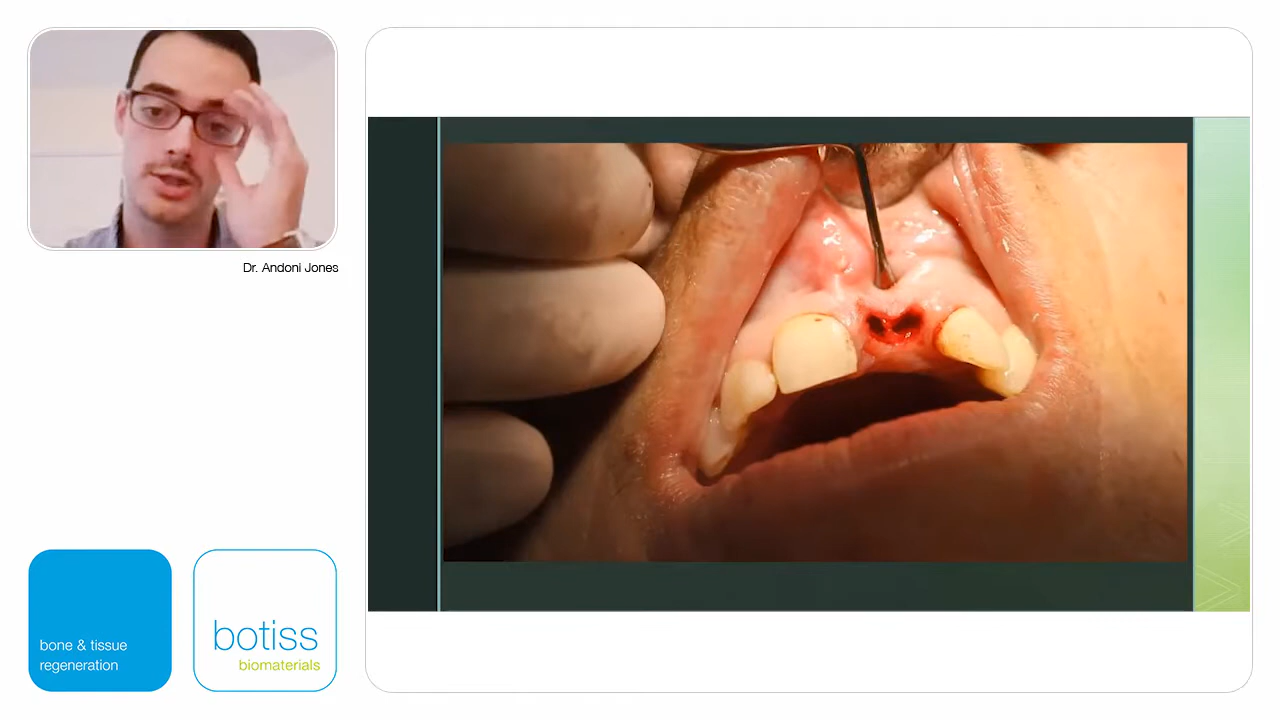 Dr. Andoni Jones
bone & tissue
regeneration
botiss
biomaterials